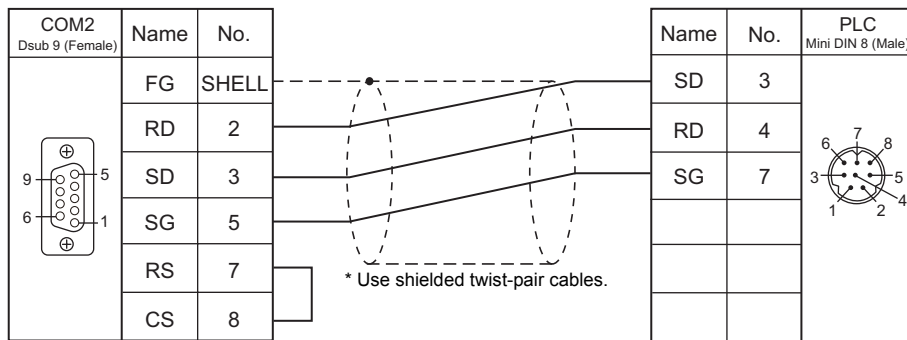 COM2
Dsub 9 (Female)
Name
No.
FG
SHELL
RD
2
SD
3
SG
5
RS
7
CS
8
9
5
6
1
* Use shielded twist-pair cables.
Name
No.
PLC
Mini DIN 8 (Male)
SD
3
RD
4
SG
7
7
6
8
3
5
4
1
2